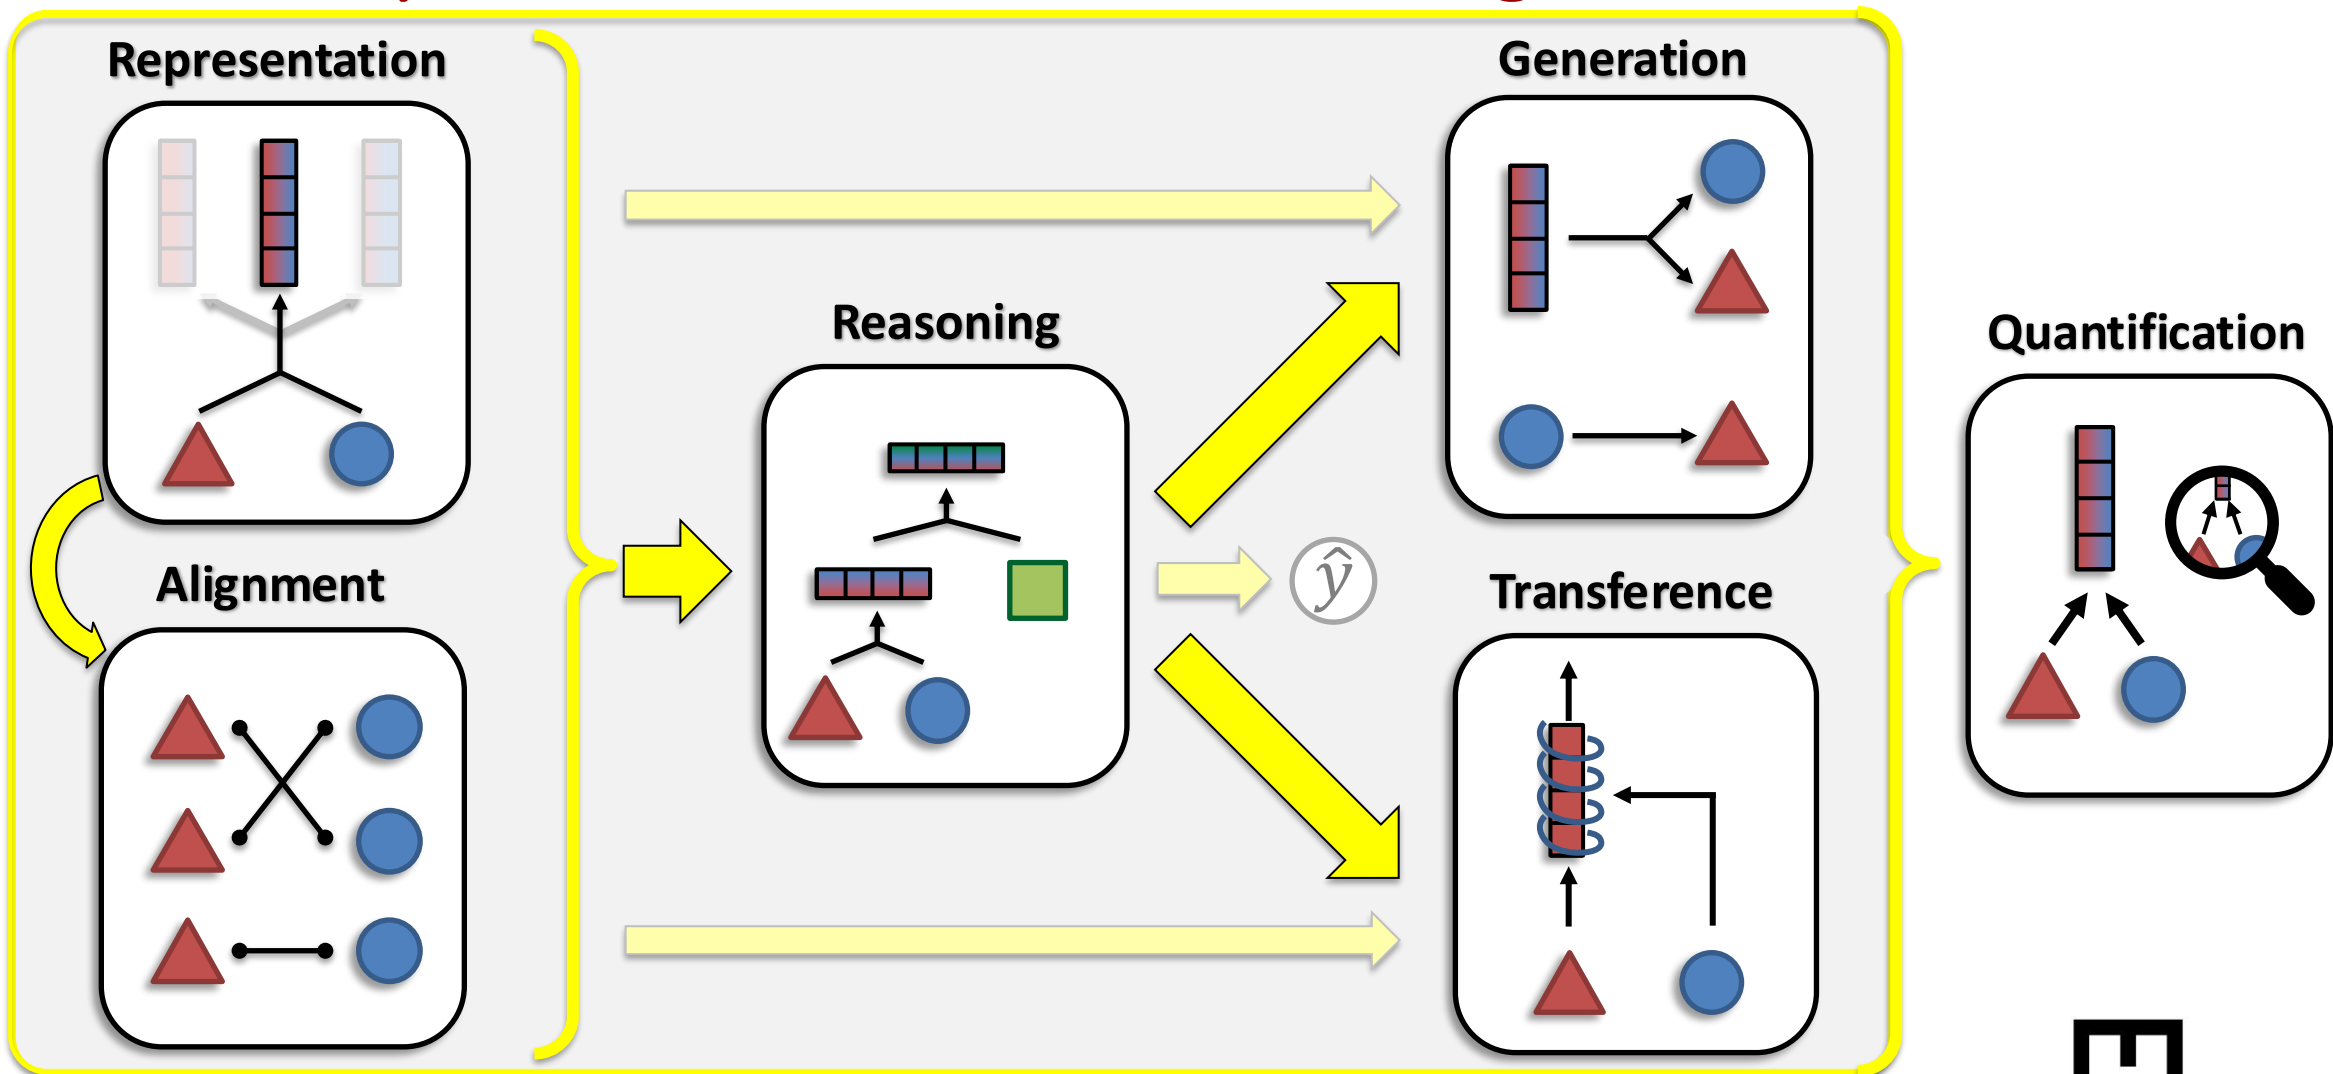 Representation
Generation
Reasoning
Quantification
ŷ
Alignment
Transference
E